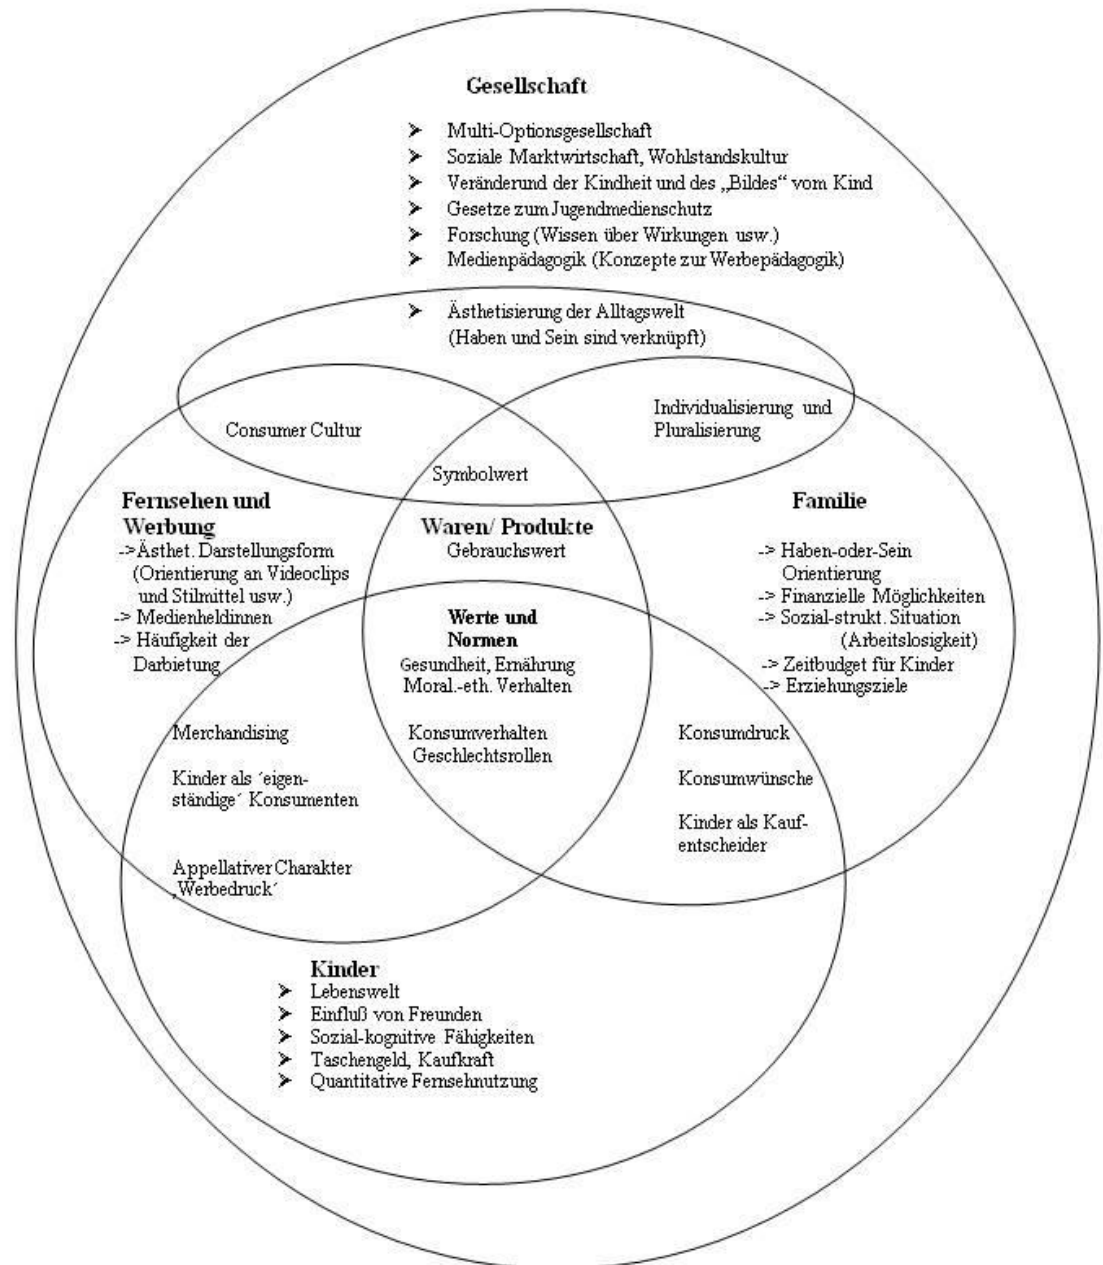 Gesellschaft
➤ Multi-Optionsgesellschaft
➤ Soziale Marktwirtschaft, Wohlstandskultur
➤ Veränderund der Kindheit und des „Bildes“ vom Kind
➤ Gesetze zum Jugendmedienschutz
➤ Forschung (Wissen über Wirkungen usw.)
➤ Medienpädagogik (Konzepte zur Werbepädagogik)
➤ Ästhetisierung der Alltagswelt
(Haben und Sein sind verknüpft)
Consumer Cultur
Individualisierung und
Pluralisierung
Symbolwert
Fernsehen und
Werbung
->Ästhet. Darstellungsform
(Orientierung an Videoclips
und Stilmittel usw.)
-> Medienheldinnen
-> Häufigkeit der
Darbietung
Waren/ Produkte
Gebrauchswert
Familie
-> Haben-oder-Sein
Orientierung
-> Finanzielle Möglichkeiten
-> Sozial-strukt. Situation
(Arbeitslosigkeit)
-> Zeitbudget für Kinder
-> Erziehungsziele
Werte und
Normen
Gesundheit, Ernährung
Moral.-eth. Verhalten
Konsumverhalten
Geschlechtsrollen
Merchandising
Kinder als ´eigen-
ständige´ Konsumenten
Appellativer Charakter
‚Werbedruck´
Konsumdruck
Konsumwünsche
Kinder als Kauf-
entscheider
Kinder
➤ Lebenswelt
➤ Einfluß von Freunden
➤ Sozial-kognitive Fähigkeiten
➤ Taschengeld, Kaufkraft
➤ Quantitative Fernsehnutzung